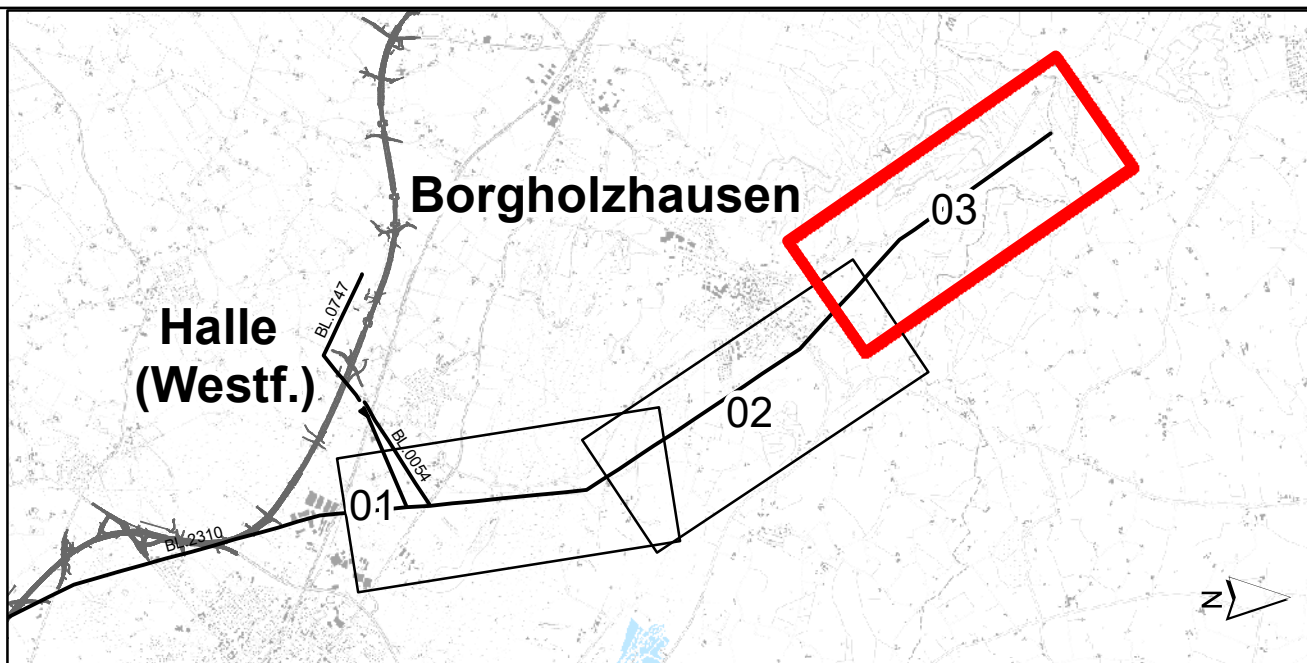 Borgholzhausen
03
BL.0747
Halle
(Westf.)
02
BL.0054
01
BL.2310
N